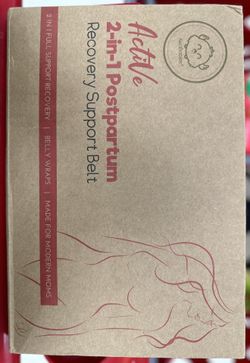 ActiVe
2-in-1 Postpartum
Recovery Support Belt
2 IN 1 FULL SUPPORT RECOVERY | BELLY WRAPS | MADE FOR MODERN MOMS